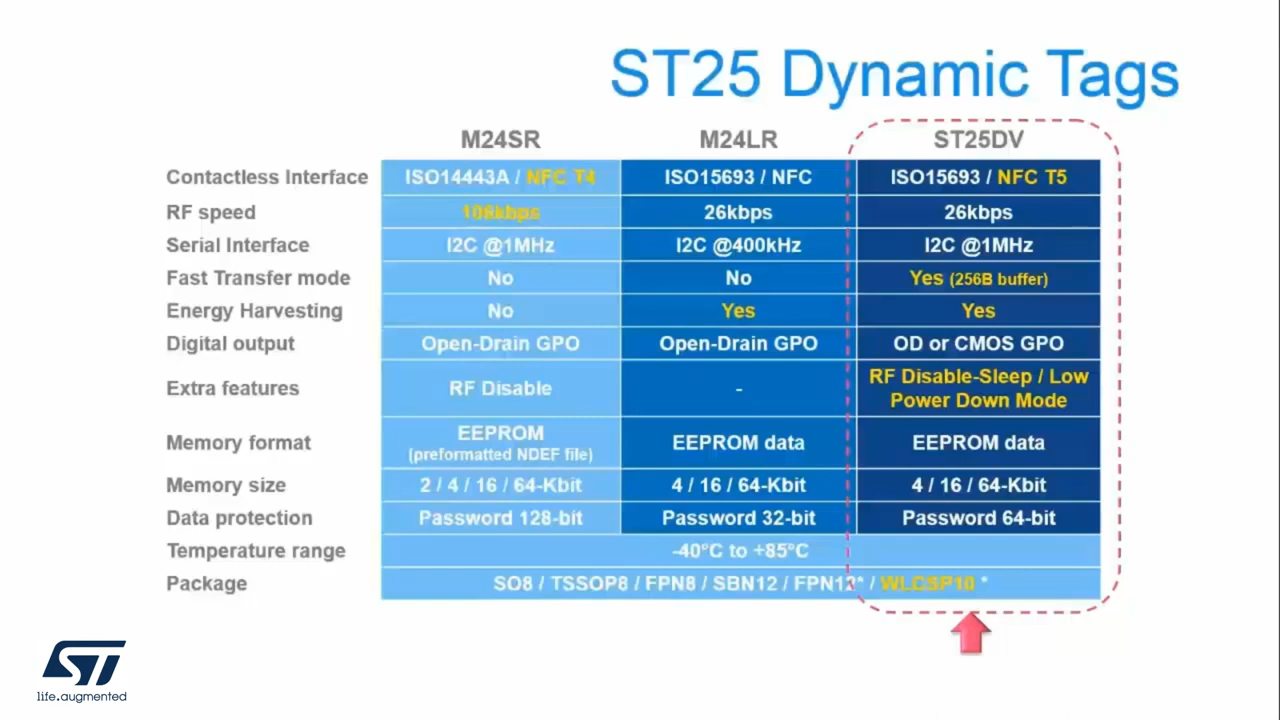 ST25 Dynamic Tags
M24SR M24LR ST25DV
Contactless Interface ISO14443A / NFC T4 ISO15693 / NFC ISO15693 / NFC T5
RF speed 106kbps 26kbps 26kbps
Serial Interface I2C @1MHz I2C @400kHz I2C @1MHz
Fast Transfer mode No No Yes (256B buffer)
Energy Harvesting No Yes Yes
Digital output Open-Drain GPO Open-Drain GPO OD or CMOS GPO
Extra features RF Disable - RF Disable-Sleep / Low
Power Down Mode
Memory format EEPROM
(preformatted NDEF file) EEPROM data EEPROM data
Memory size 2 / 4 / 16 / 64-Kbit 4 / 16 / 64-Kbit 4 / 16 / 64-Kbit
Data protection Password 128-bit Password 32-bit Password 64-bit
Temperature range -40°C to +85°C
Package SO8 / TSSOP8 / FPN8 / SBN12 / FPN12* / WLCSP10 *
ST
life.augmented